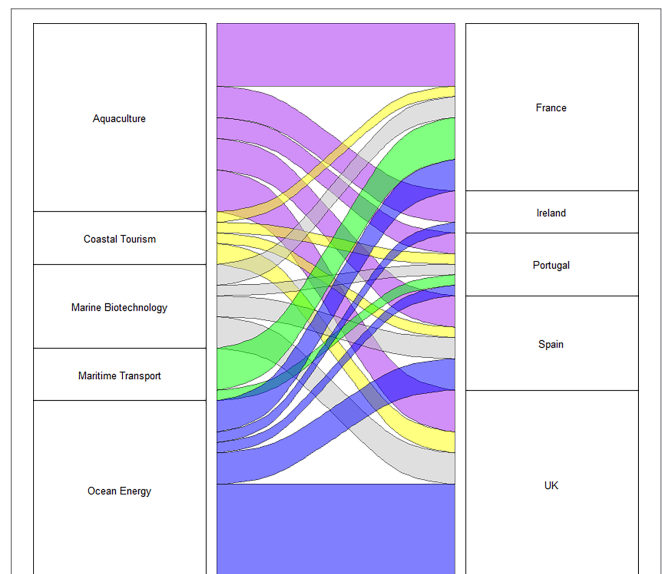 Aquaculture
Coastal Tourism
Marine Biotechnology
Maritime Transport
Ocean Energy
France
Ireland
Portugal
Spain
UK